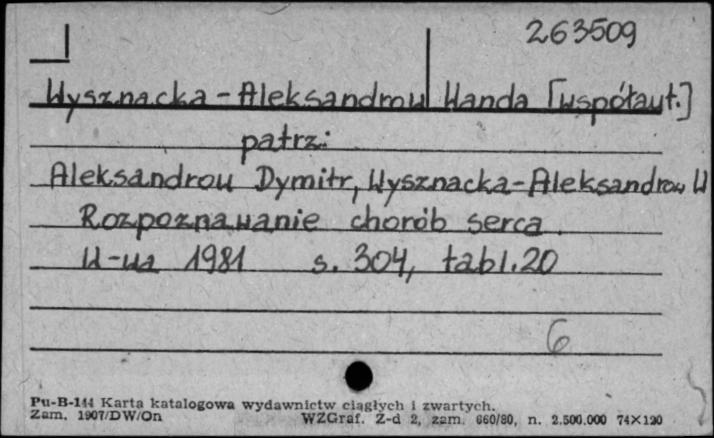 263509
Wysznacka-Aleksandrow Wanda [współaut.]
patrz:
Aleksandrow Dymitr, Wysznacka-Aleksandrow W
Rozpoznawanie chorób serca.
W-wa 1981 s. 304, tabl. 20
6
Pu-B-144 Karta katalogowa wydawnictw ciągłych i zwartych.
Zam. 1907/DW/On WZGraf. Z-d 2, zam. 660/80, n. 2.500.000 74×120